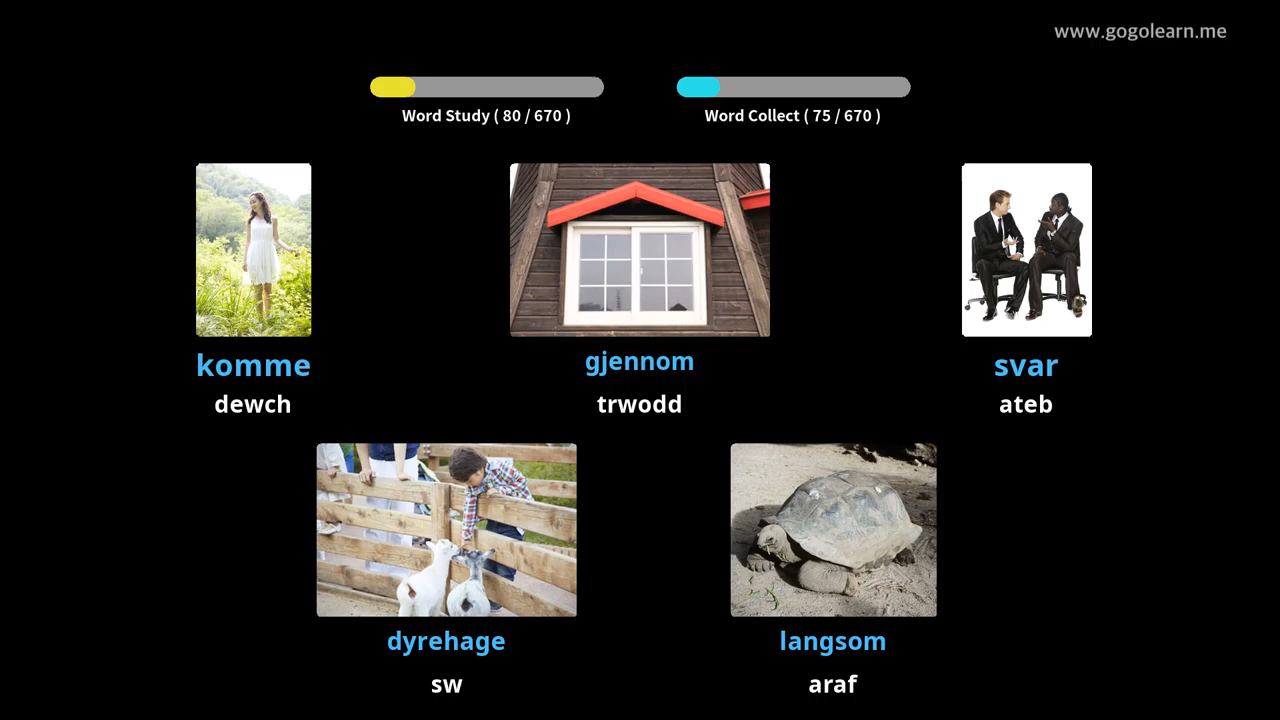 www.gogolearn.me
Word Study ( 80 / 670 )
Word Collect ( 75 / 670 )
komme
dewch
gjennom
trwodd
svar
ateb
dyrehage
sw
langsom
araf